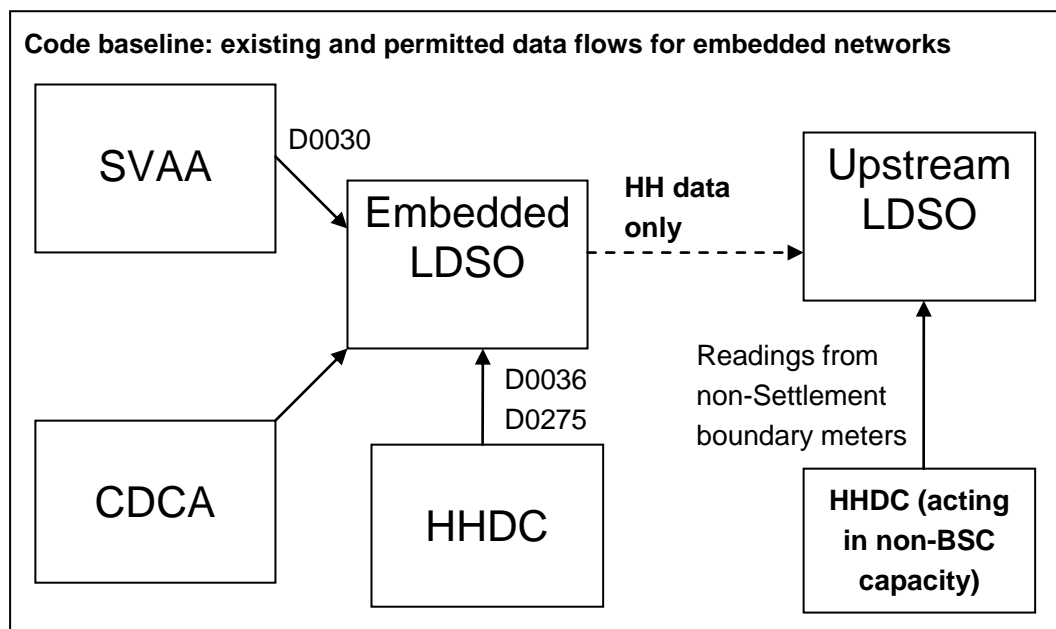 Code baseline: existing and permitted data flows for embedded networks
SVAA
D0030
Embedded
LDSO
HH data
only
Upstream
LDSO
CDCA
D0036
D0275
HHDC
Readings from
non-Settlement
boundary meters
HHDC (acting
in non-BSC
capacity)